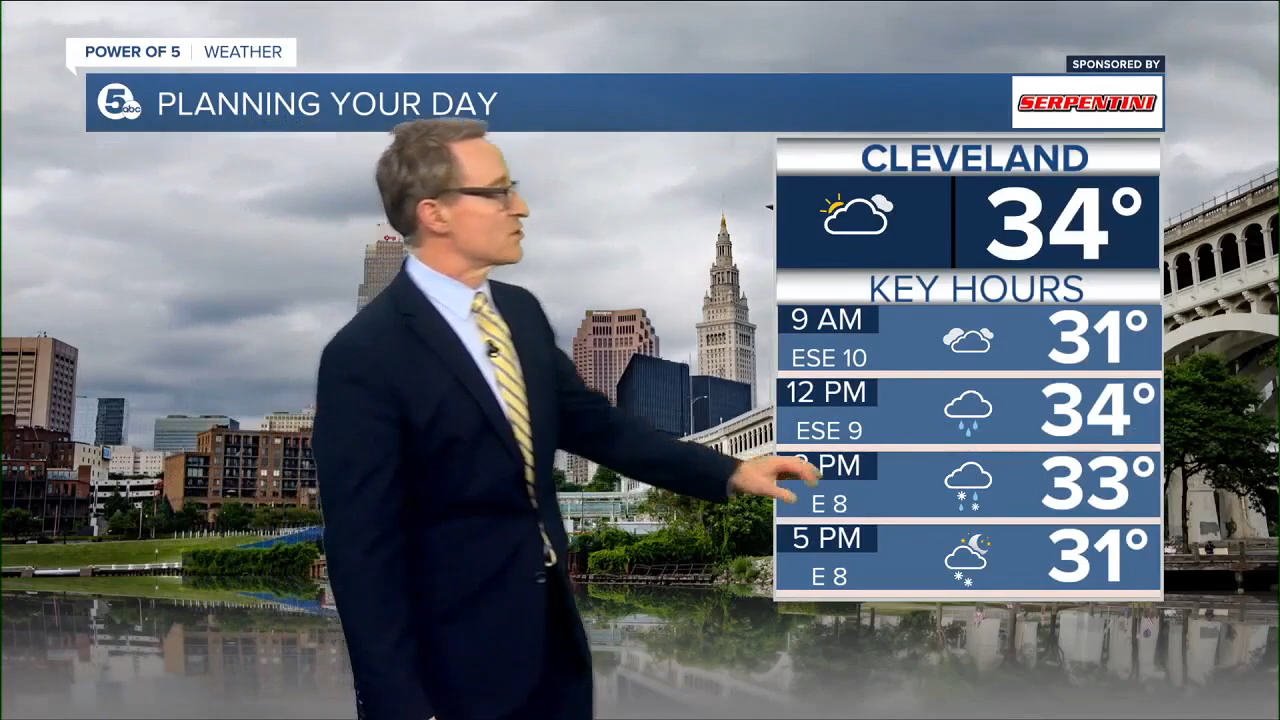 POWER OF 5 | WEATHER
SPONSORED BY
5 abc PLANNING YOUR DAY
SERPENTINI
CLEVELAND
34°
KEY HOURS
9 AM
ESE 10
31°
12 PM
ESE 9
34°
PM
E 8
33°
5 PM
E 8
31°